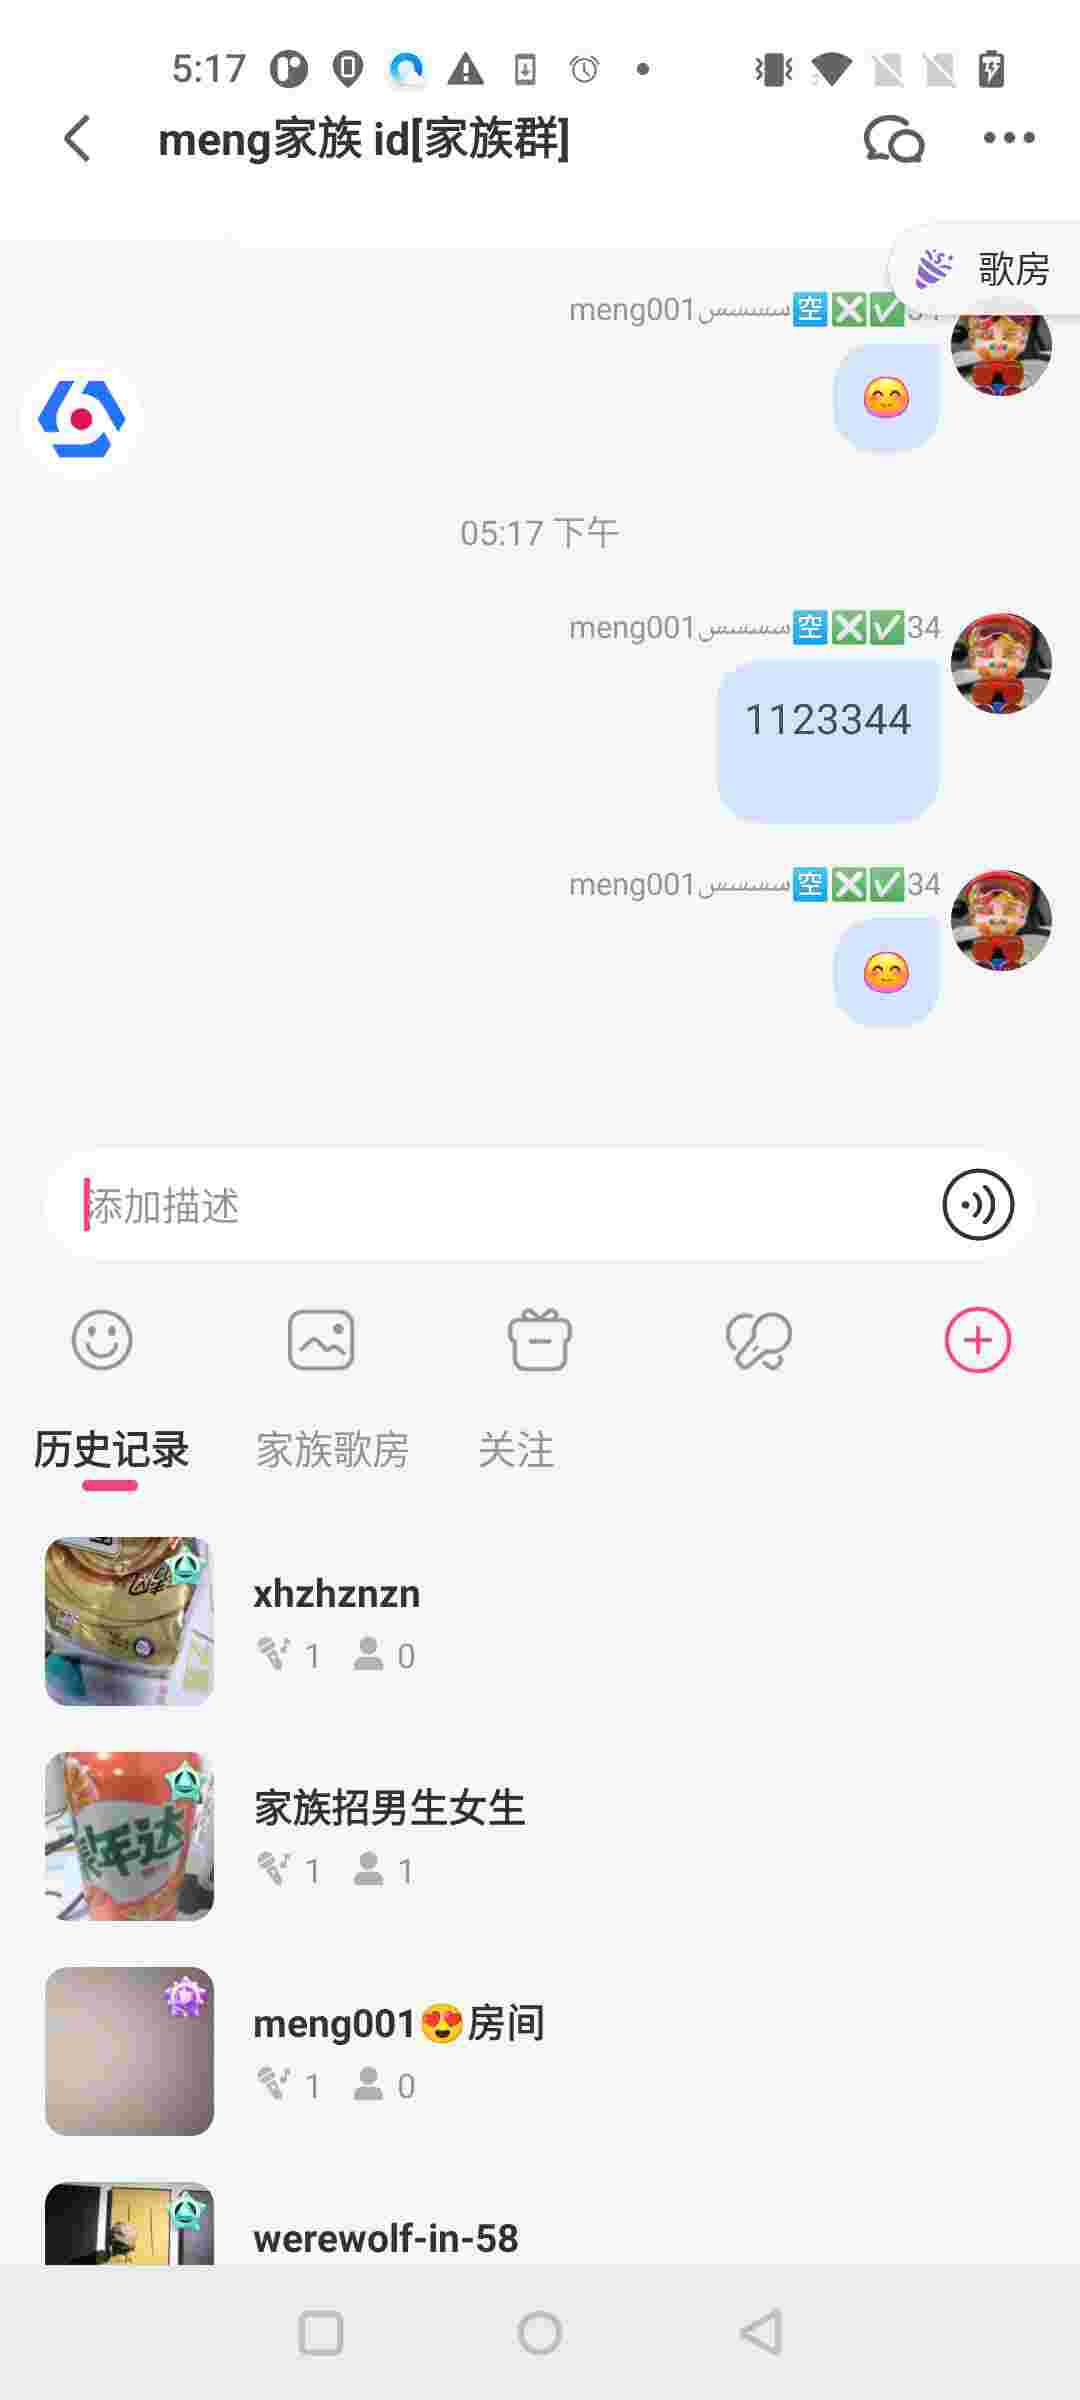 5:17
meng家族 id[家族群]
歌房
meng001سسسس🈳❎✅34
😊
05:17 下午
meng001سسسس🈳❎✅34
1123344
meng001سسسس🈳❎✅34
😊
添加描述
历史记录 家族歌房 关注
xhzhznzn
1 0
家族招男生女生
1 1
meng001😍房间
1 0
werewolf-in-58